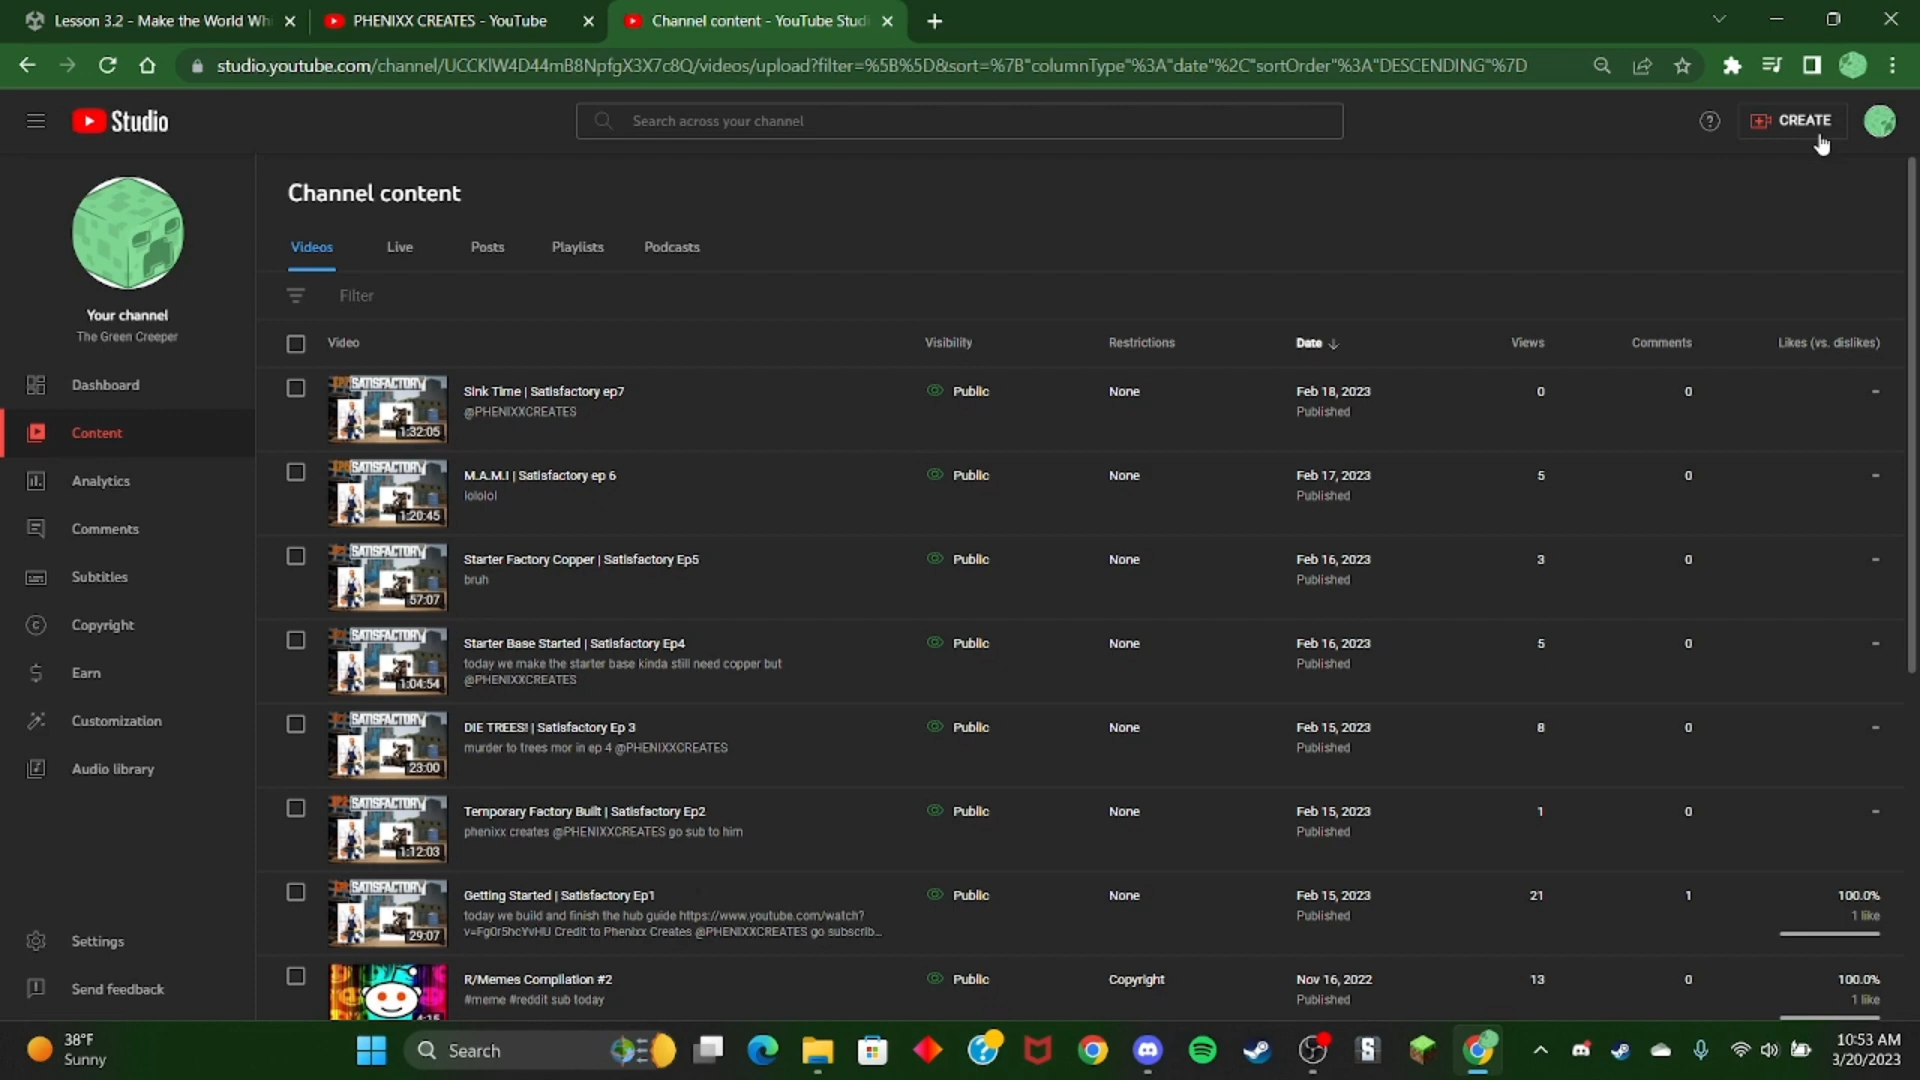 Lesson 3.2 - Make the World Whi
PHENIXX CREATES - YouTube
Channel content - YouTube Studi
studio.youtube.com/channel/UCCKlW4D44mB8NpfgX3X7c8Q/videos/upload?filter=%5B%5D&sort=%7B"columnType"%3A"date"%2C"sortOrder"%3A"DESCENDING"%7D
Studio
Search across your channel
CREATE
Your channel
The Green Creeper
Dashboard
Content
Analytics
Comments
Subtitles
Copyright
Earn
Customization
Audio library
Settings
Send feedback
Channel content
Videos Live Posts Playlists Podcasts
Filter
Video Visibility Restrictions Date Views Comments Likes (vs. dislikes)
SATISFACTORY
1:32:05
Sink Time | Satisfactory ep7
@PHENIXXCREATES
Public None Feb 18, 2023 0 0 –
Published
SATISFACTORY
1:20:45
M.A.M.I | Satisfactory ep 6
lololol
Public None Feb 17, 2023 5 0 –
Published
SATISFACTORY
57:07
Starter Factory Copper | Satisfactory Ep5
bruh
Public None Feb 16, 2023 3 0 –
Published
SATISFACTORY
1:04:54
Starter Base Started | Satisfactory Ep4
today we make the starter base kinda still need copper but
@PHENIXXCREATES
Public None Feb 16, 2023 5 0 –
Published
SATISFACTORY
23:00
DIE TREES! | Satisfactory Ep 3
murder to trees mor in ep 4 @PHENIXXCREATES
Public None Feb 15, 2023 8 0 –
Published
SATISFACTORY
1:12:03
Temporary Factory Built | Satisfactory Ep2
phenixx creates @PHENIXXCREATES go sub to him
Public None Feb 15, 2023 1 0 –
Published
SATISFACTORY
29:07
Getting Started | Satisfactory Ep1
today we build and finish the hub guide https://www.youtube.com/watch?
v=Fg0r5hcYvHU Credit to Phenixx Creates @PHENIXXCREATES go subscrib...
Public None Feb 15, 2023 21 1 100.0%
Published 1 like
4:15
R/Memes Compilation #2
#meme #reddit sub today
Public Copyright Nov 16, 2022 13 0 100.0%
Published 1 like
38°F
Sunny
Search
10:53 AM
3/20/2023